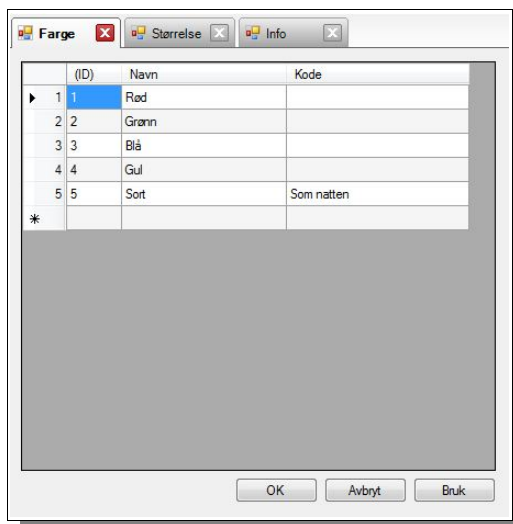 Farge Størrelse Info
(ID) Navn Kode
1 1 Rød
2 2 Grønn
3 3 Blå
4 4 Gul
5 5 Sort Som natten
OK Avbryt Bruk